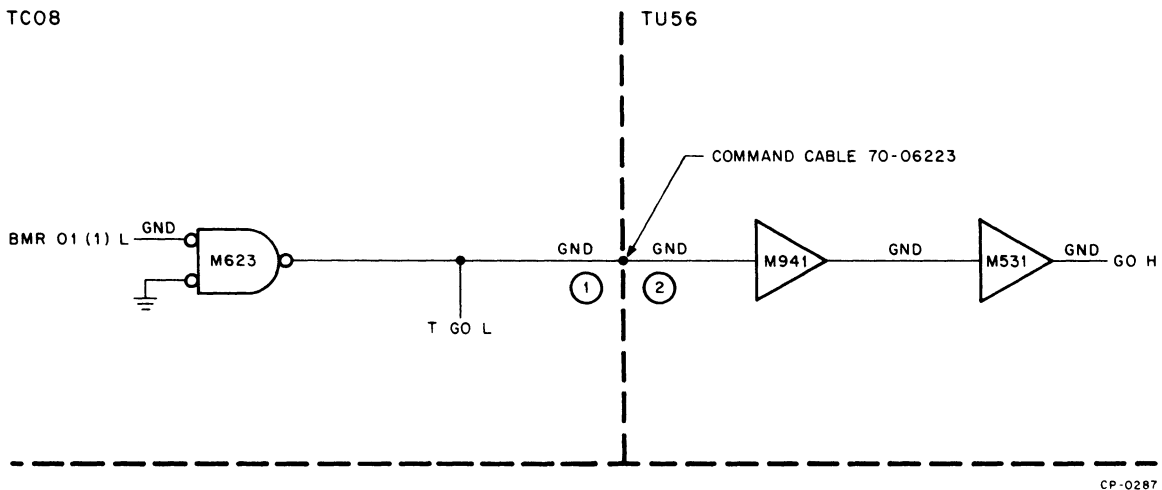 TC08
TU56
COMMAND CABLE 70-06223
BMR 01 (1) L
GND
M623
GND
GND
M941
GND
M531
GND
GO H
1
2
T GO L
CP-0287